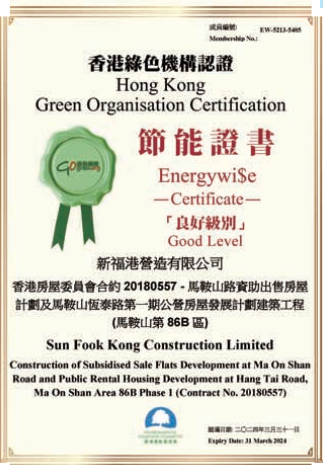 成員編號: EW-5213-5405
Membership No.:
香港綠色機構認證
Hong Kong
Green Organisation Certification
節能證書
Energywi$e
—Certificate—
「良好級別」
Good Level
新福港營造有限公司
香港房屋委員會合約 20180557 - 馬鞍山路資助出售房屋
計劃及馬鞍山恆泰路第一期公營房屋發展計劃建築工程
(馬鞍山第 86B 區)
Sun Fook Kong Construction Limited
Construction of Subsidised Sale Flats Development at Ma On Shan
Road and Public Rental Housing Development at Hang Tai Road,
Ma On Shan Area 86B Phase 1 (Contract No. 20180557)
屆滿日期: 二〇二四年三月三十一日
Expiry Date: 31 March 2024